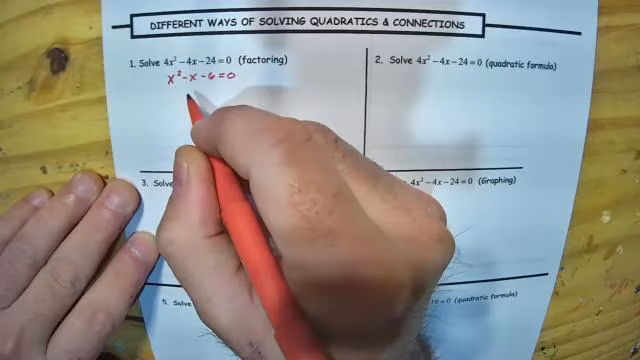 DIFFERENT WAYS OF SOLVING QUADRATICS & CONNECTIONS
1. Solve 4x² – 4x – 24 = 0 (factoring)
x² - x - 6 = 0
2. Solve 4x² – 4x – 24 = 0 (quadratic formula)
3. Solve
4x² – 4x – 24 = 0 (Graphing)
5. Solve
= 0 (quadratic formula)